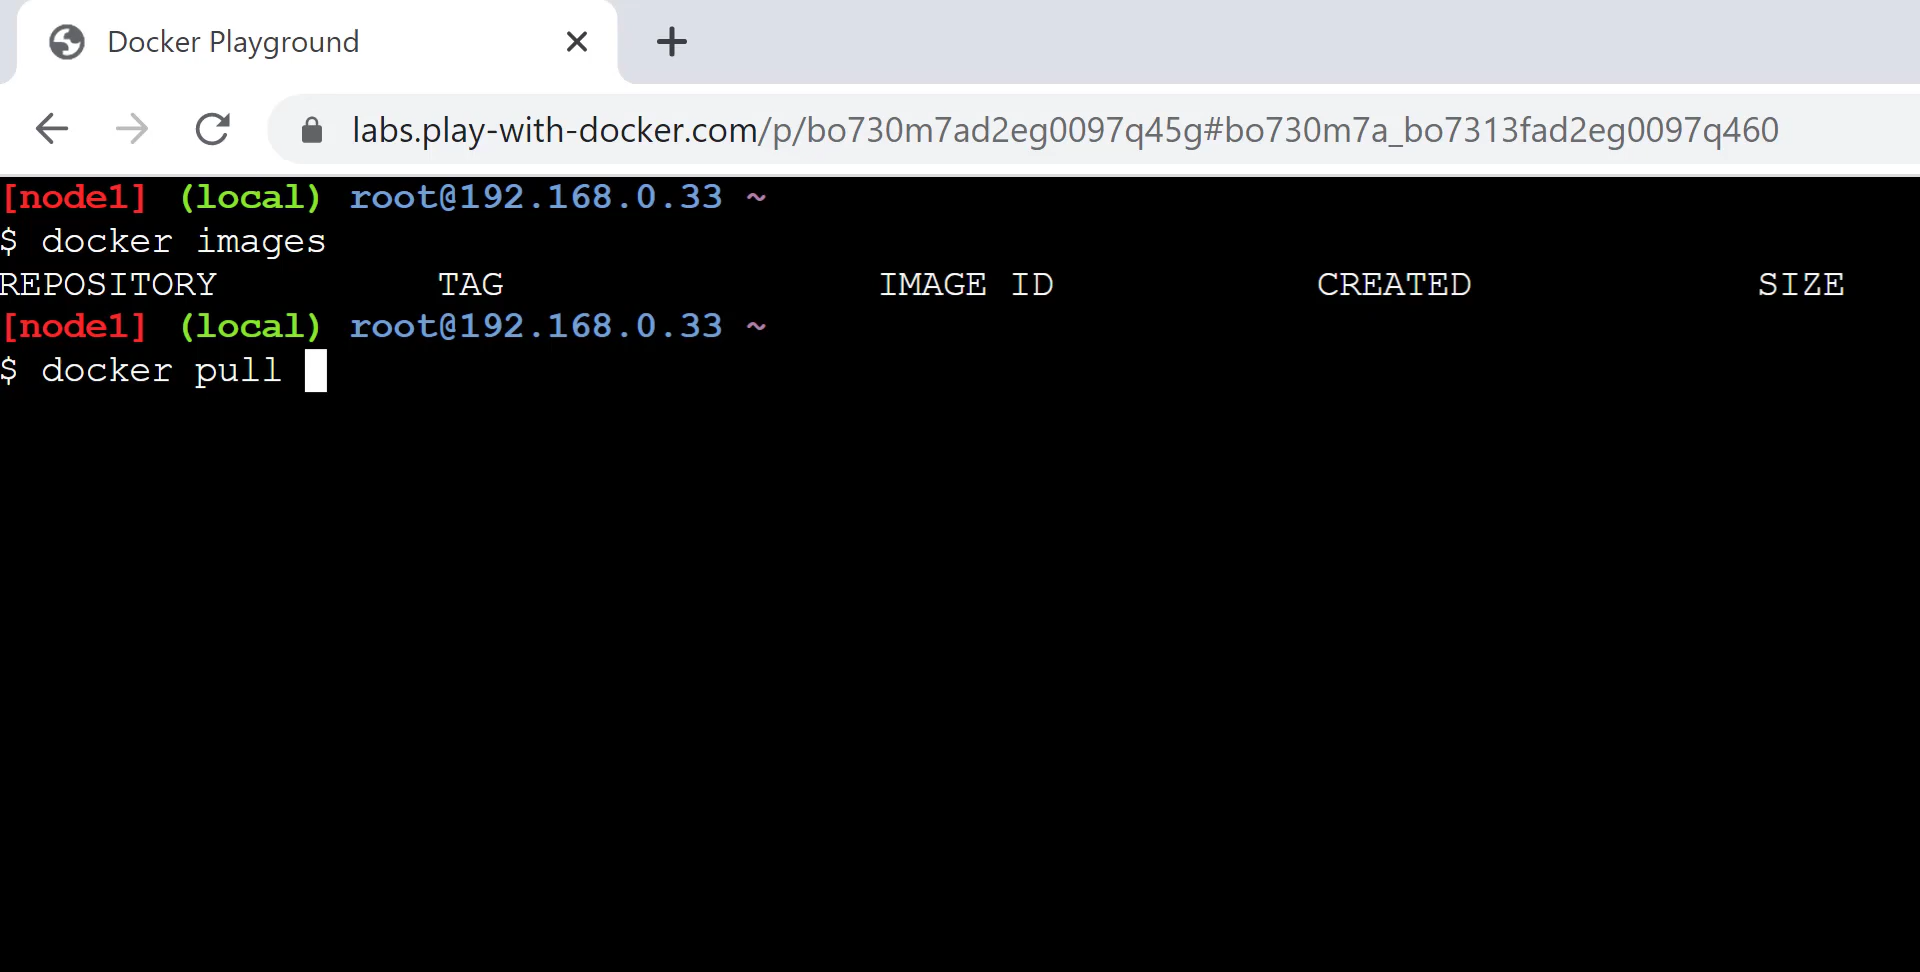 Docker Playground
labs.play-with-docker.com/p/bo730m7ad2eg0097q45g#bo730m7a_bo7313fad2eg0097q460
[node1] (local) root@192.168.0.33 ~
$ docker images
REPOSITORY TAG IMAGE ID CREATED SIZE
[node1] (local) root@192.168.0.33 ~
$ docker pull